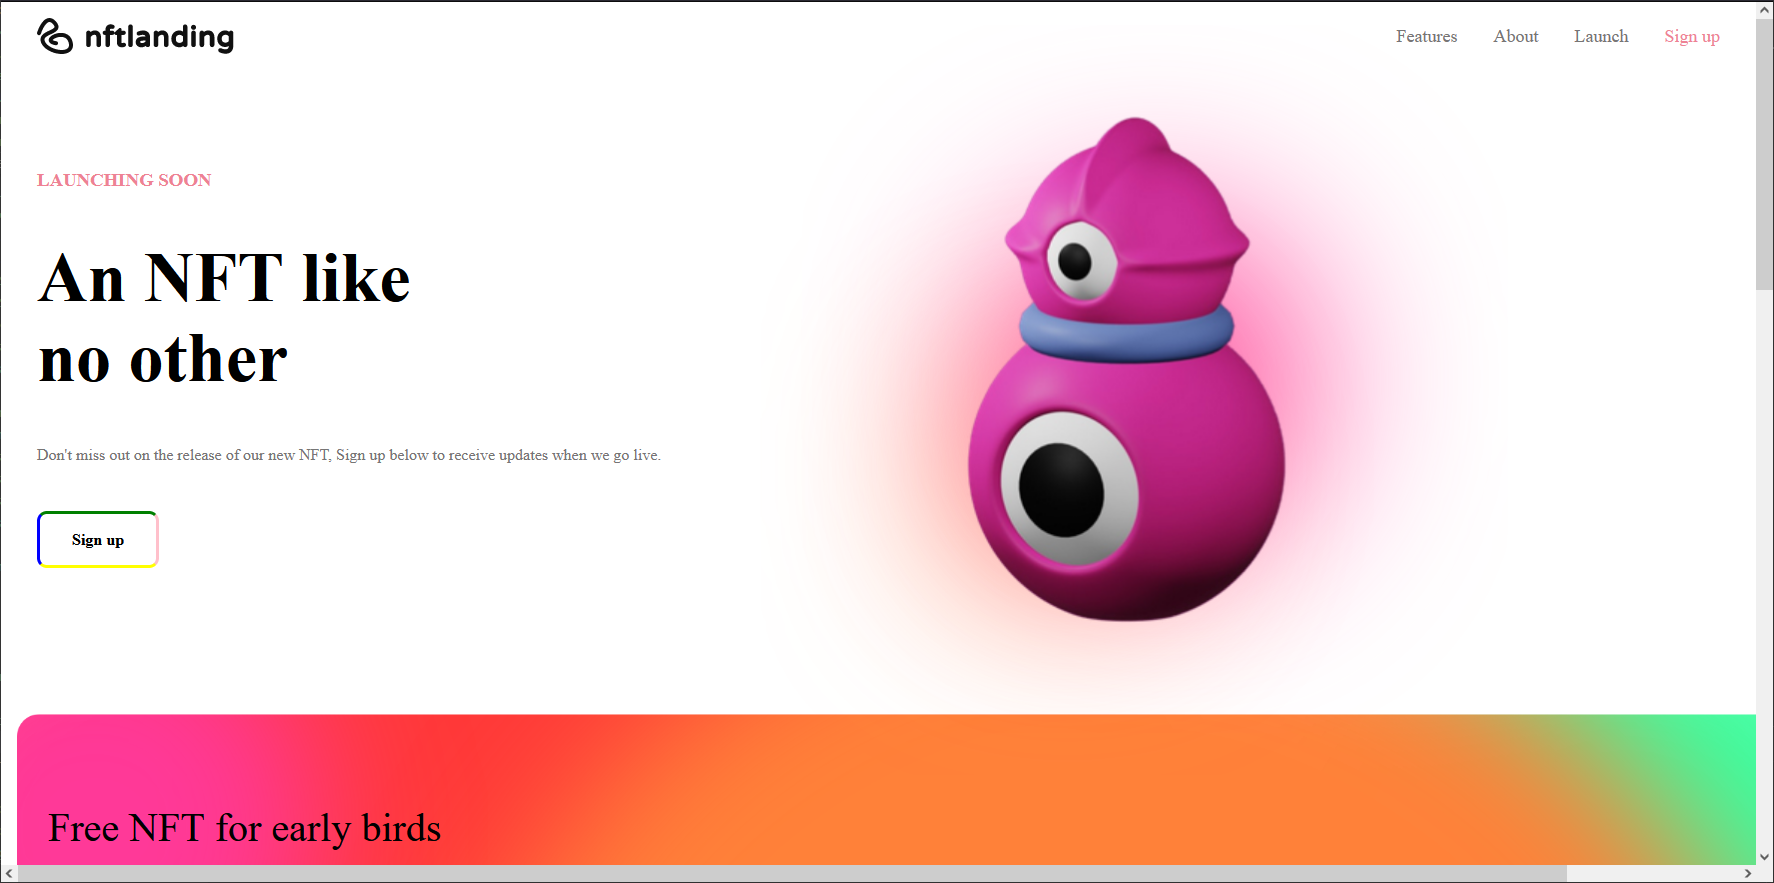 nftlanding
Features About Launch Sign up
LAUNCHING SOON
An NFT like
no other
Don't miss out on the release of our new NFT, Sign up below to receive updates when we go live.
Sign up
Free NFT for early birds